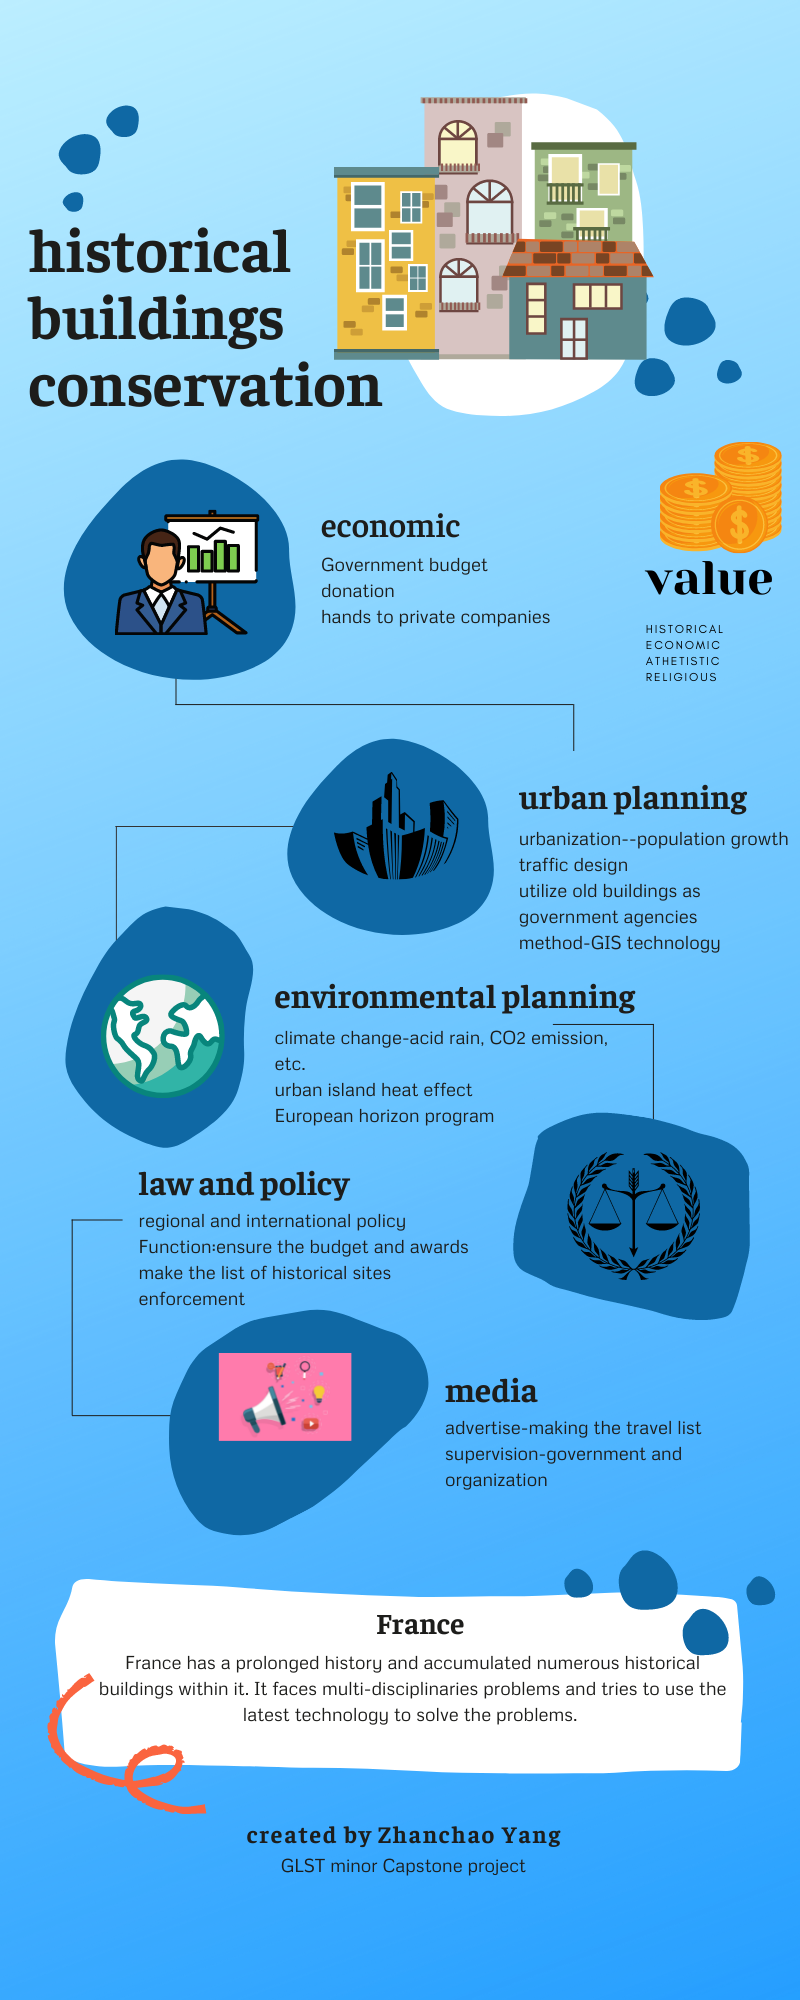 historical
buildings
conservation
economic
Government budget
donation
hands to private companies
value
HISTORICAL
ECONOMIC
ATHETISTIC
RELIGIOUS
urban planning
urbanization--population growth
traffic design
utilize old buildings as
government agencies
method-GIS technology
environmental planning
climate change-acid rain, CO2 emission,
etc.
urban island heat effect
European horizon program
law and policy
regional and international policy
Function:ensure the budget and awards
make the list of historical sites
enforcement
media
advertise-making the travel list
supervision-government and
organization
France
France has a prolonged history and accumulated numerous historical
buildings within it. It faces multi-disciplinaries problems and tries to use the
latest technology to solve the problems.
created by Zhanchao Yang
GLST minor Capstone project